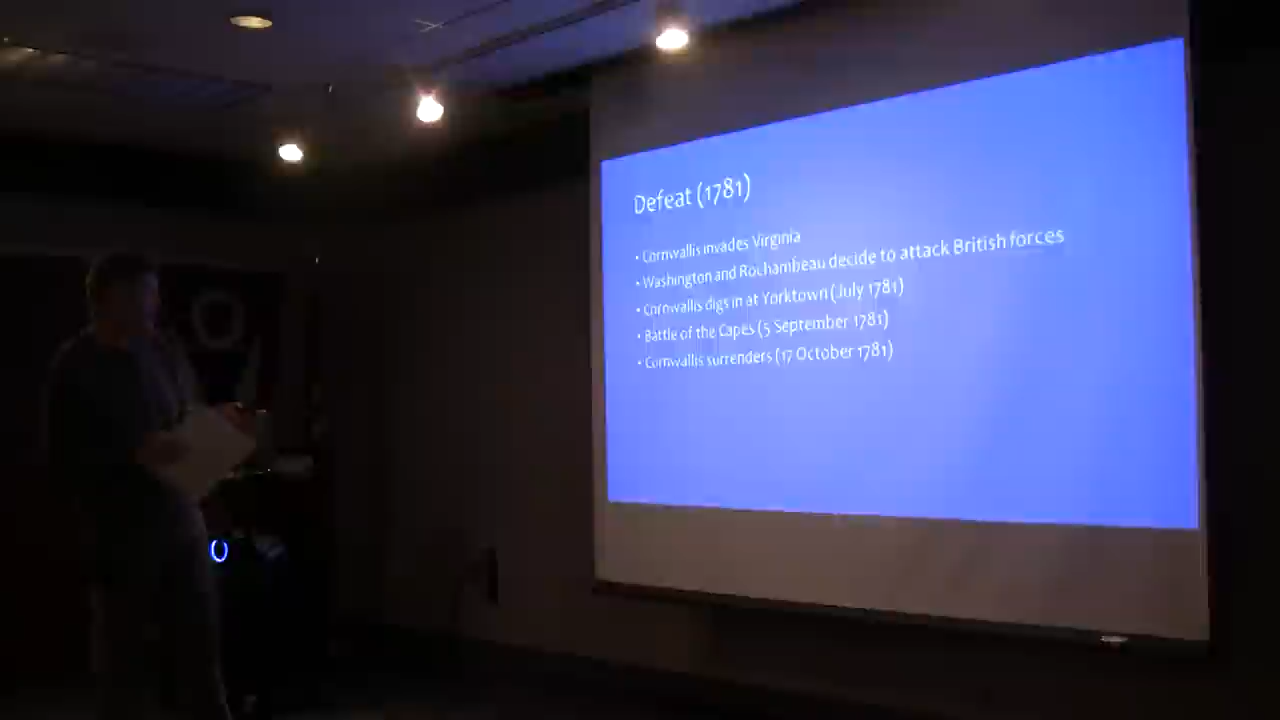 Defeat (1781)
• Cornwallis invades Virginia
• Washington and Rochambeau decide to attack British forces
• Cornwallis digs in at Yorktown (July 1781)
• Battle of the Capes (5 September 1781)
• Cornwallis surrenders (17 October 1781)